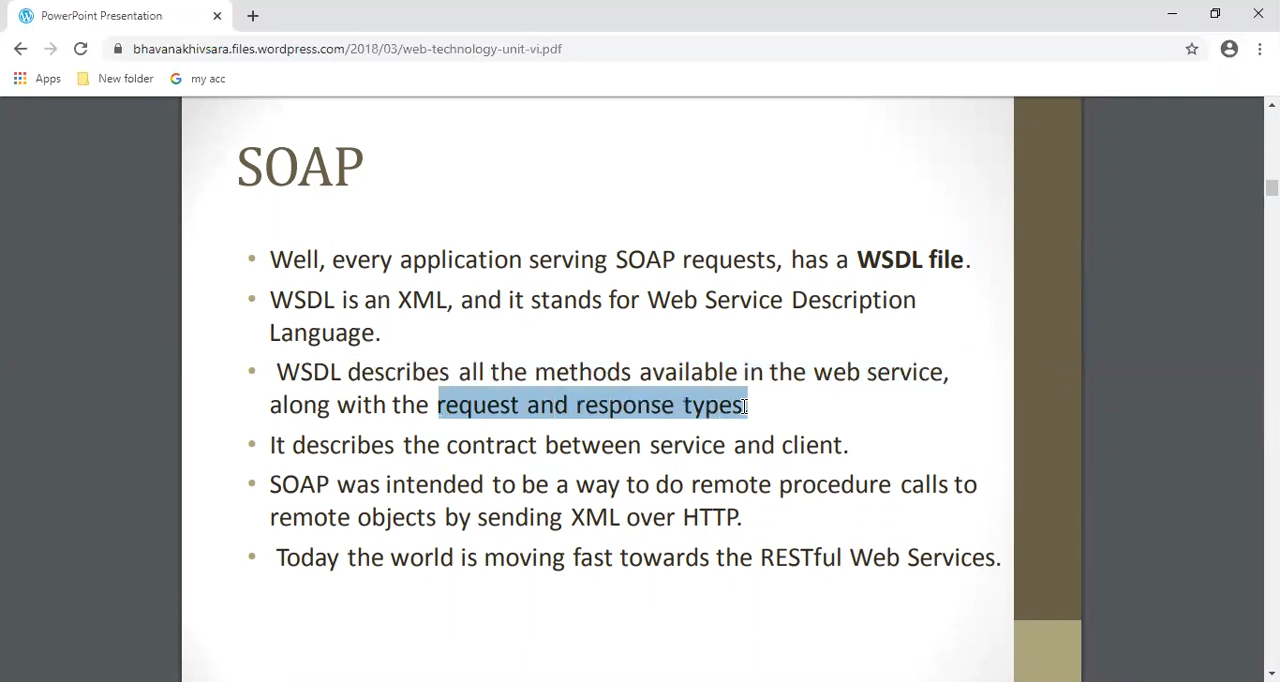 PowerPoint Presentation
bhavanakhivsara.files.wordpress.com/2018/03/web-technology-unit-vi.pdf
Apps New folder my acc
SOAP
• Well, every application serving SOAP requests, has a WSDL file.
• WSDL is an XML, and it stands for Web Service Description
Language.
• WSDL describes all the methods available in the web service,
along with the request and response types.
• It describes the contract between service and client.
• SOAP was intended to be a way to do remote procedure calls to
remote objects by sending XML over HTTP.
• Today the world is moving fast towards the RESTful Web Services.